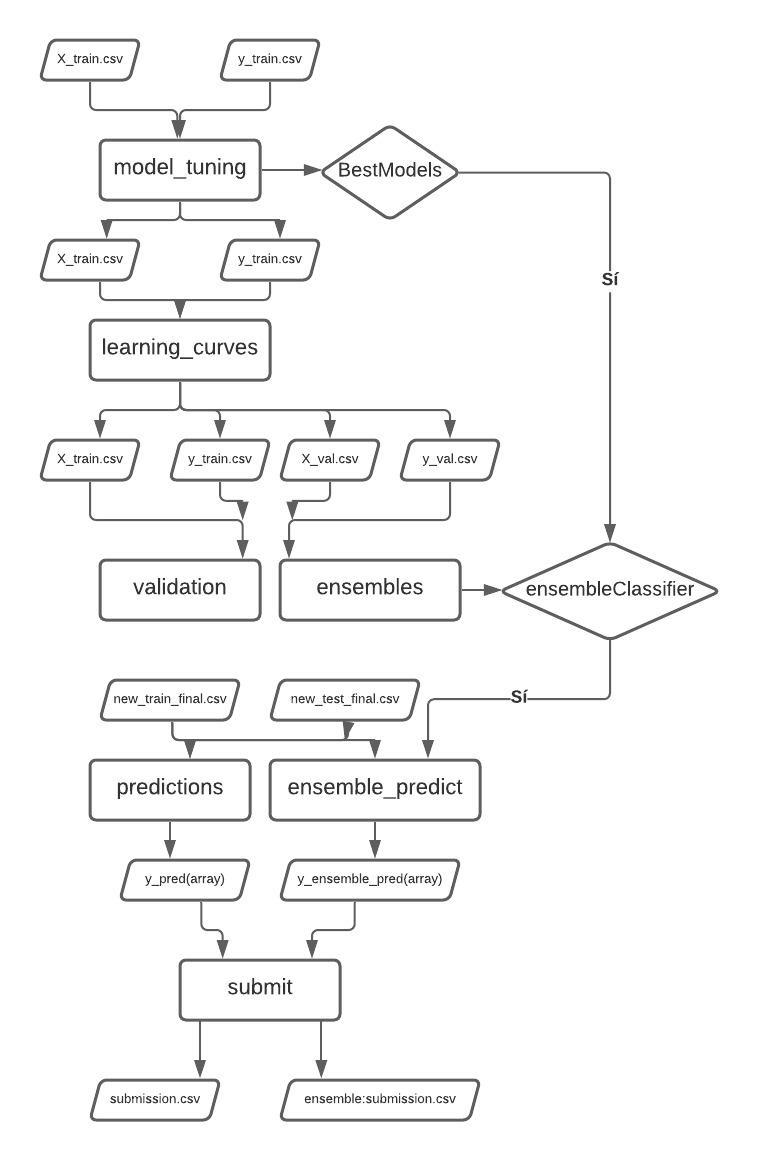 X_train.csv
y_train.csv
model_tuning
BestModels
X_train.csv
y_train.csv
Sí
learning_curves
X_train.csv
y_train.csv
X_val.csv
y_val.csv
validation
ensembles
ensembleClassifier
new_train_final.csv
new_test_final.csv
Sí
predictions
ensemble_predict
y_pred(array)
y_ensemble_pred(array)
submit
submission.csv
ensemble:submission.csv